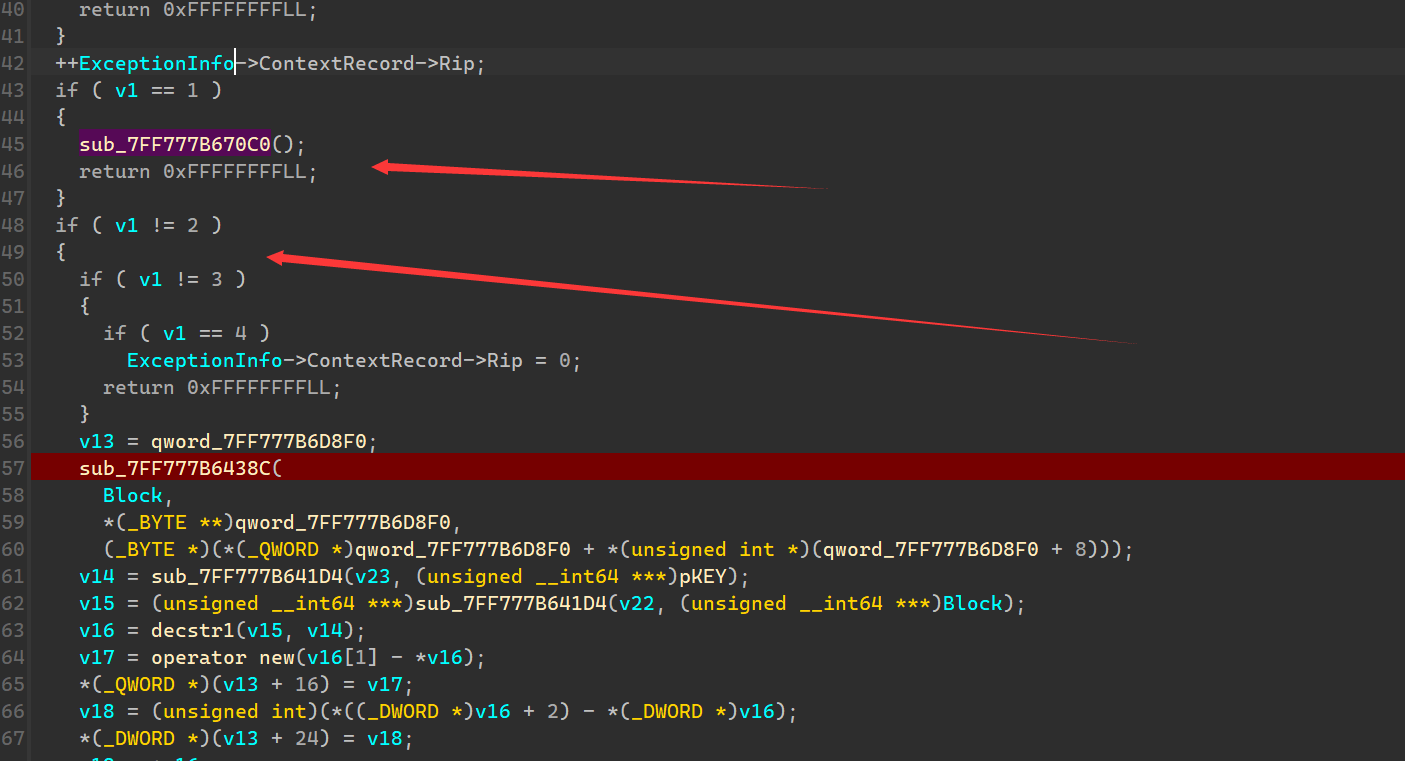 40 return 0xFFFFFFFFLL;
41 }
42 ++ExceptionInfo->ContextRecord->Rip;
43 if ( v1 == 1 )
44 {
45 sub_7FF777B670C0();
46 return 0xFFFFFFFFLL;
47 }
48 if ( v1 != 2 )
49 {
50 if ( v1 != 3 )
51 {
52 if ( v1 == 4 )
53 ExceptionInfo->ContextRecord->Rip = 0;
54 return 0xFFFFFFFFLL;
55 }
56 v13 = qword_7FF777B6D8F0;
57 sub_7FF777B6438C(
58 Block,
59 *(_BYTE **)qword_7FF777B6D8F0,
60 (_BYTE *)(*(_QWORD *)qword_7FF777B6D8F0 + *(unsigned int *)(qword_7FF777B6D8F0 + 8)));
61 v14 = sub_7FF777B641D4(v23, (unsigned __int64 ***)pKEY);
62 v15 = (unsigned __int64 ***)sub_7FF777B641D4(v22, (unsigned __int64 ***)Block);
63 v16 = decstr1(v15, v14);
64 v17 = operator new(v16[1] - *v16);
65 *(_QWORD *)(v13 + 16) = v17;
66 v18 = (unsigned int)(*((_DWORD *)v16 + 2) - *(_DWORD *)v16);
67 *(_DWORD *)(v13 + 24) = v18;